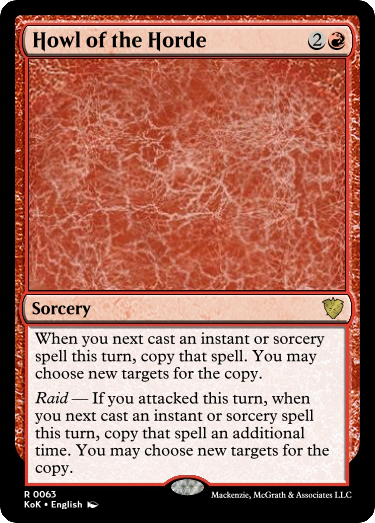 Howl of the Horde 2
Sorcery
When you next cast an instant or sorcery
spell this turn, copy that spell. You may
choose new targets for the copy.
Raid — If you attacked this turn, when
you next cast an instant or sorcery spell
this turn, copy that spell an additional
time. You may choose new targets for the
copy.
R 0063
KoK • English
Mackenzie, McGrath & Associates LLC